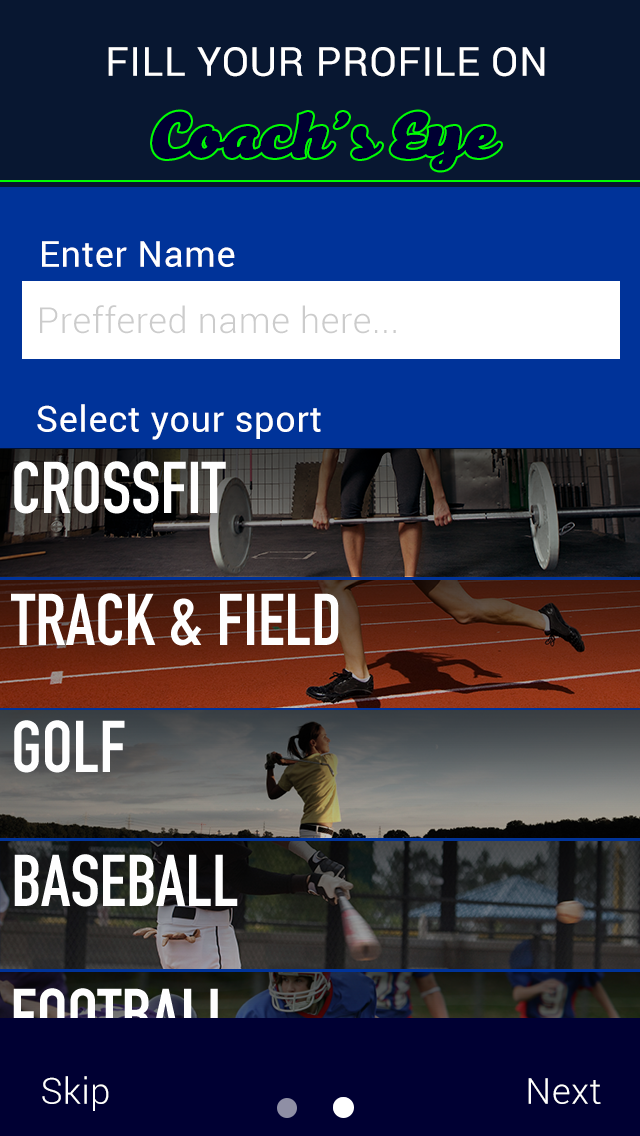 FILL YOUR PROFILE ON
Coach's Eye
Enter Name
Preffered name here...
Select your sport
CROSSFIT
TRACK & FIELD
GOLF
BASEBALL
FOOTBALL
Skip
Next